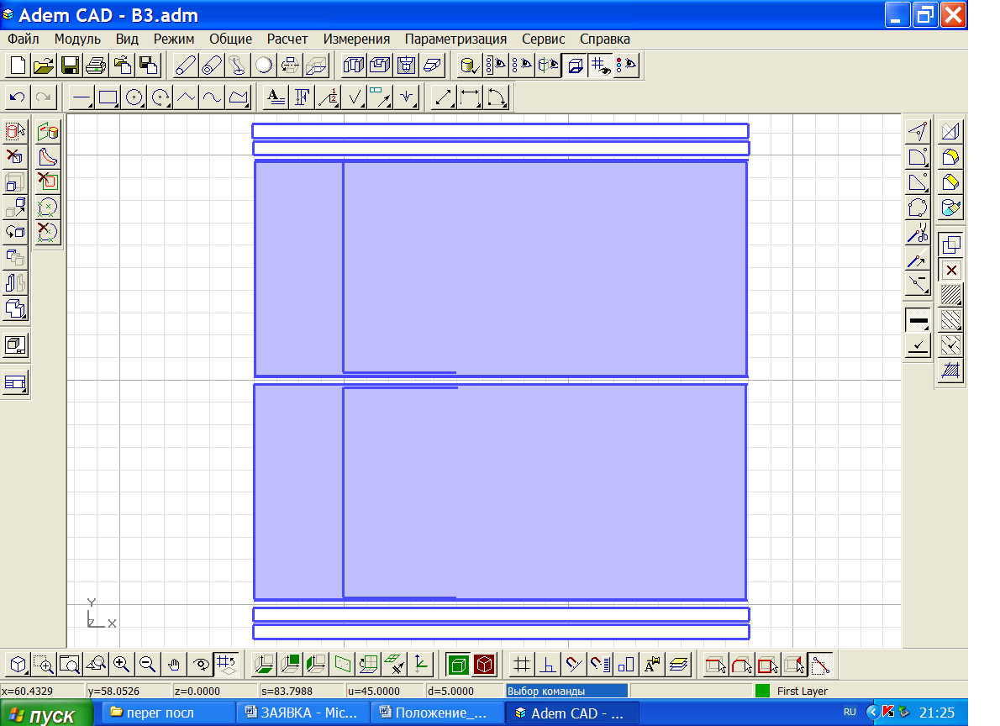 Adem CAD - B3.adm
Файл Модуль Вид Режим Общие Расчет Измерения Параметризация Сервис Справка
Y
Z X
x=60.4329 y=58.0526 z=0.0000 s=83.7988 u=45.0000 d=5.0000 Выбор команды First Layer
пуск перег посл ЗАЯВКА - Mic... Положение_... Adem CAD - ... RU 21:25